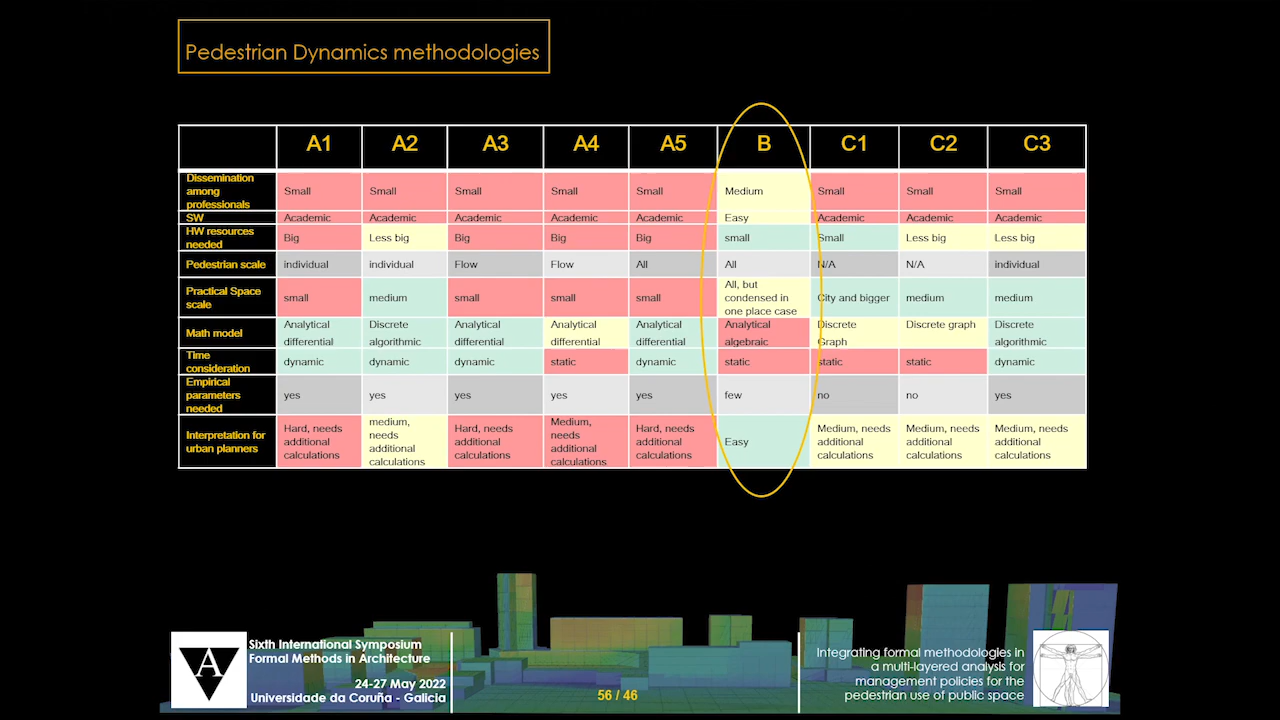 Pedestrian Dynamics methodologies
A1 A2 A3 A4 A5 B C1 C2 C3
Dissemination among professionals Small Small Small Small Small Medium Small Small Small
SW Academic Academic Academic Academic Academic Easy Academic Academic Academic
HW resources needed Big Less big Big Big Big small Small Less big Less big
Pedestrian scale individual individual Flow Flow All All N/A N/A individual
Practical Space scale small medium small small small All, but condensed in one place case City and bigger medium medium
Math model Analytical differential Discrete algorithmic Analytical differential Analytical differential Analytical differential Analytical algebraic Discrete Graph Discrete graph Discrete algorithmic
Time consideration dynamic dynamic dynamic static dynamic static static static dynamic
Empirical parameters needed yes yes yes yes yes few no no yes
Interpretation for urban planners Hard, needs additional calculations medium, needs additional calculations Hard, needs additional calculations Medium, needs additional calculations Hard, needs additional calculations Easy Medium, needs additional calculations Medium, needs additional calculations Medium, needs additional calculations
A
Sixth International Symposium
Formal Methods in Architecture
24-27 May 2022
Universidade da Coruña - Galicia
56 / 46
Integrating formal methodologies in
a multi-layered analysis for
management policies for the
pedestrian use of public space